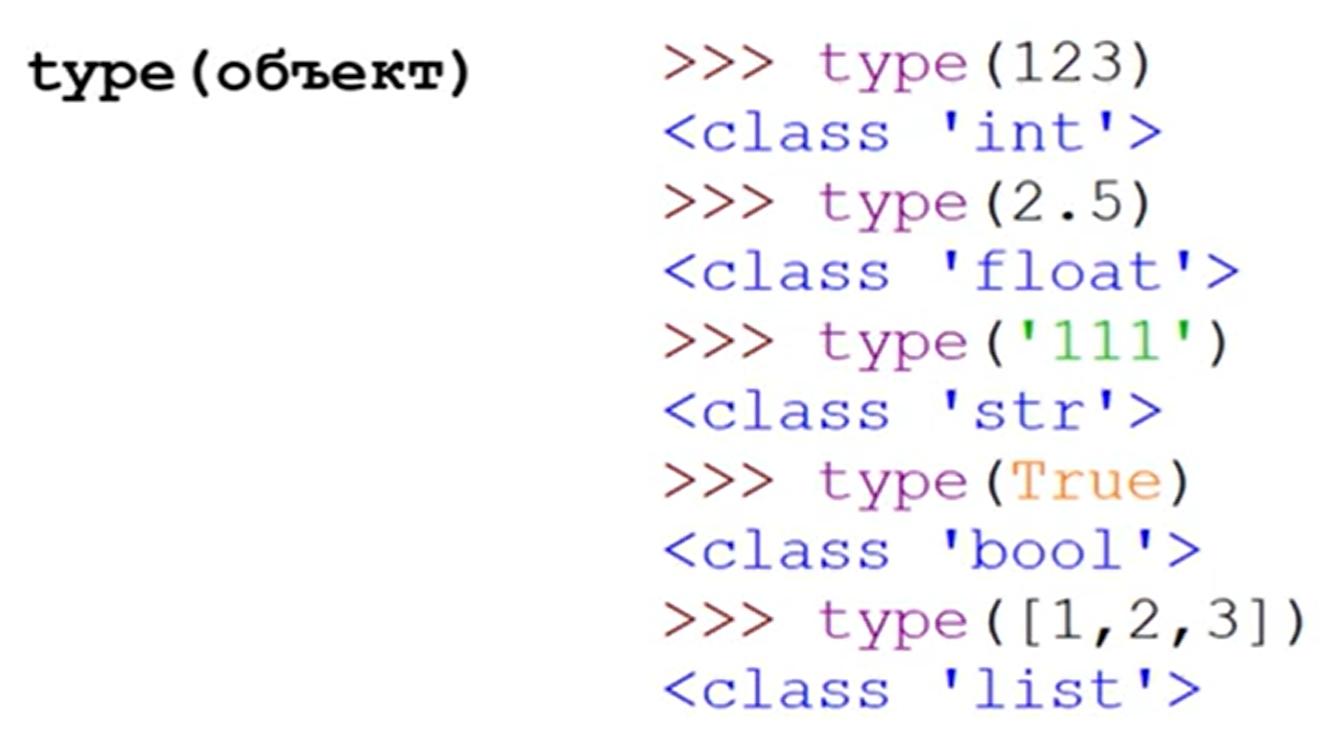 type(объект)
>>> type(123)
<class 'int'>
>>> type(2.5)
<class 'float'>
>>> type('111')
<class 'str'>
>>> type(True)
<class 'bool'>
>>> type([1,2,3])
<class 'list'>